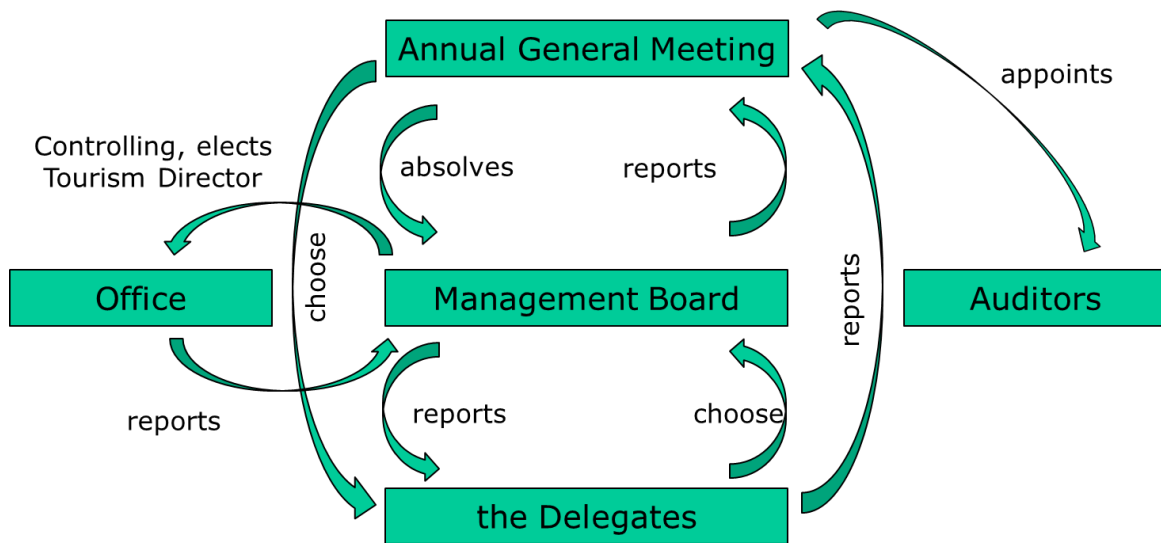 Annual General Meeting
appoints
Controlling, elects
Tourism Director
absolves
reports
choose
reports
Office
Management Board
Auditors
reports
reports
choose
the Delegates